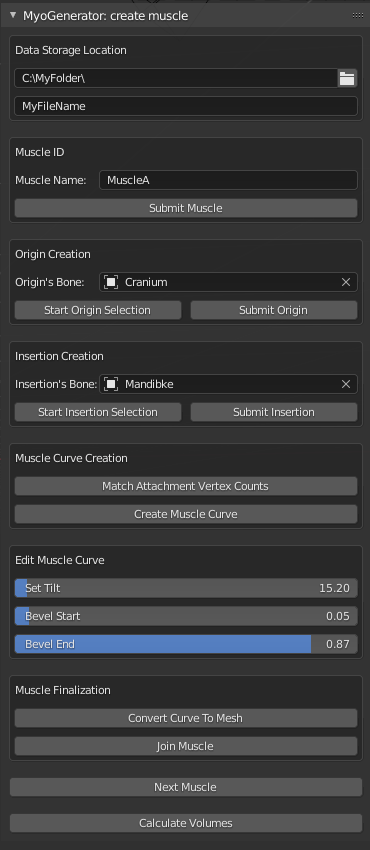 MyoGenerator: create muscle
Data Storage Location
C:\MyFolder\
MyFileName
Muscle ID
Muscle Name: MuscleA
Submit Muscle
Origin Creation
Origin's Bone: Cranium
Start Origin Selection Submit Origin
Insertion Creation
Insertion's Bone: Mandibke
Start Insertion Selection Submit Insertion
Muscle Curve Creation
Match Attachment Vertex Counts
Create Muscle Curve
Edit Muscle Curve
Set Tilt 15.20
Bevel Start 0.05
Bevel End 0.87
Muscle Finalization
Convert Curve To Mesh
Join Muscle
Next Muscle
Calculate Volumes